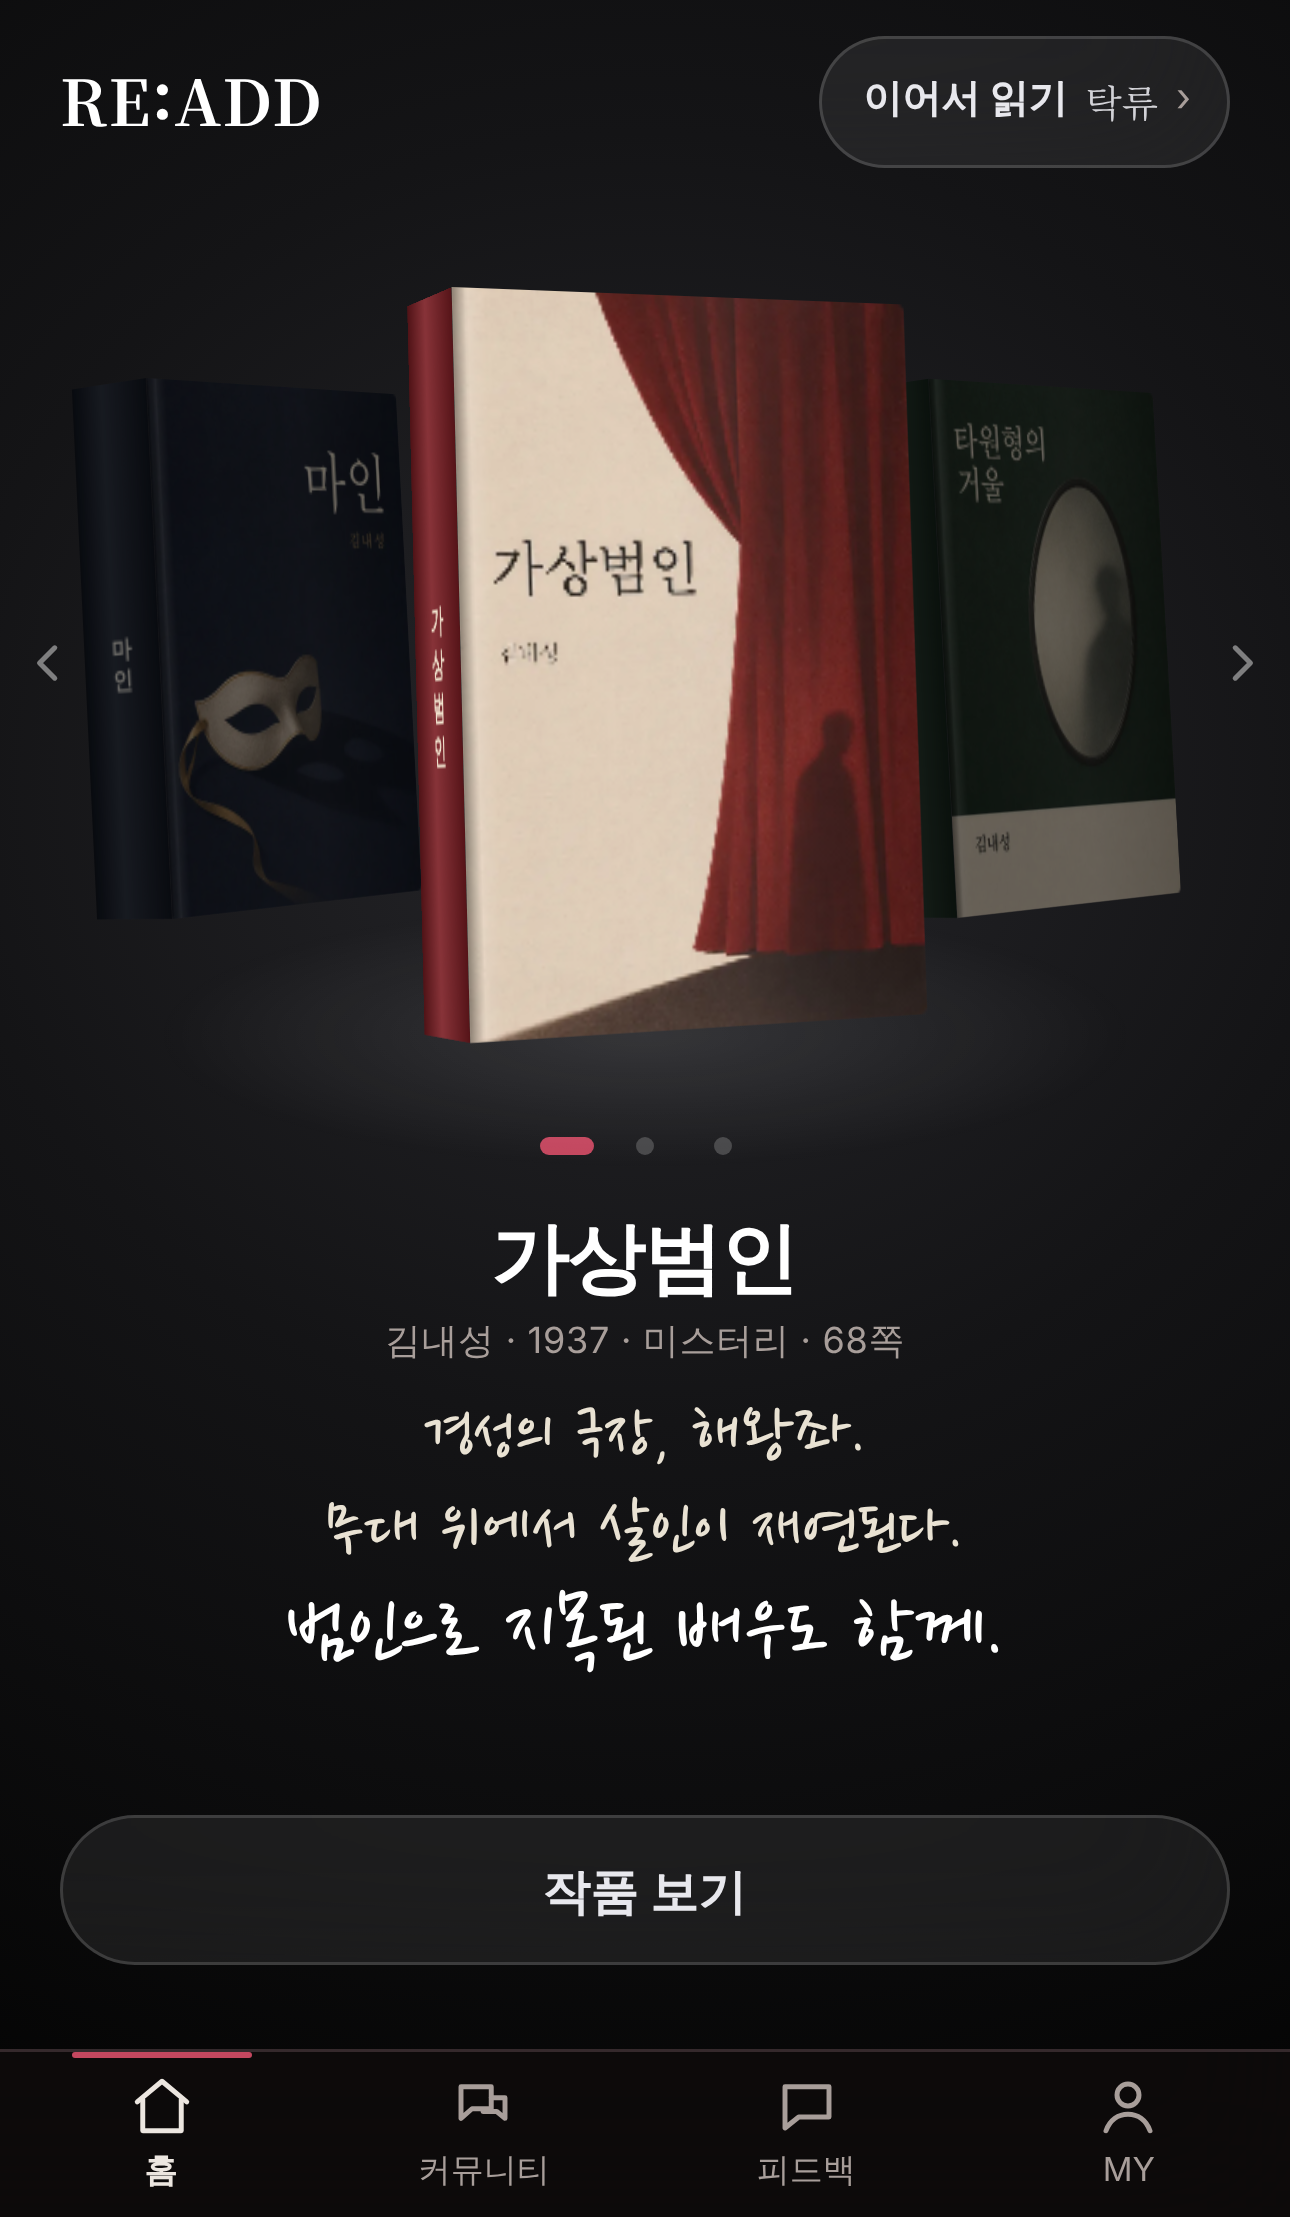 RE:ADD
이어서 읽기 탁류 ›
마인
김내성
마인
가상범인
김내성
가상범인
타원형의
거울
김내성
가상범인
김내성 · 1937 · 미스터리 · 68쪽
경성의 극장, 해왕좌.
무대 위에서 살인이 재연된다.
범인으로 지목된 배우도 함께.
작품 보기
홈
커뮤니티
피드백
MY